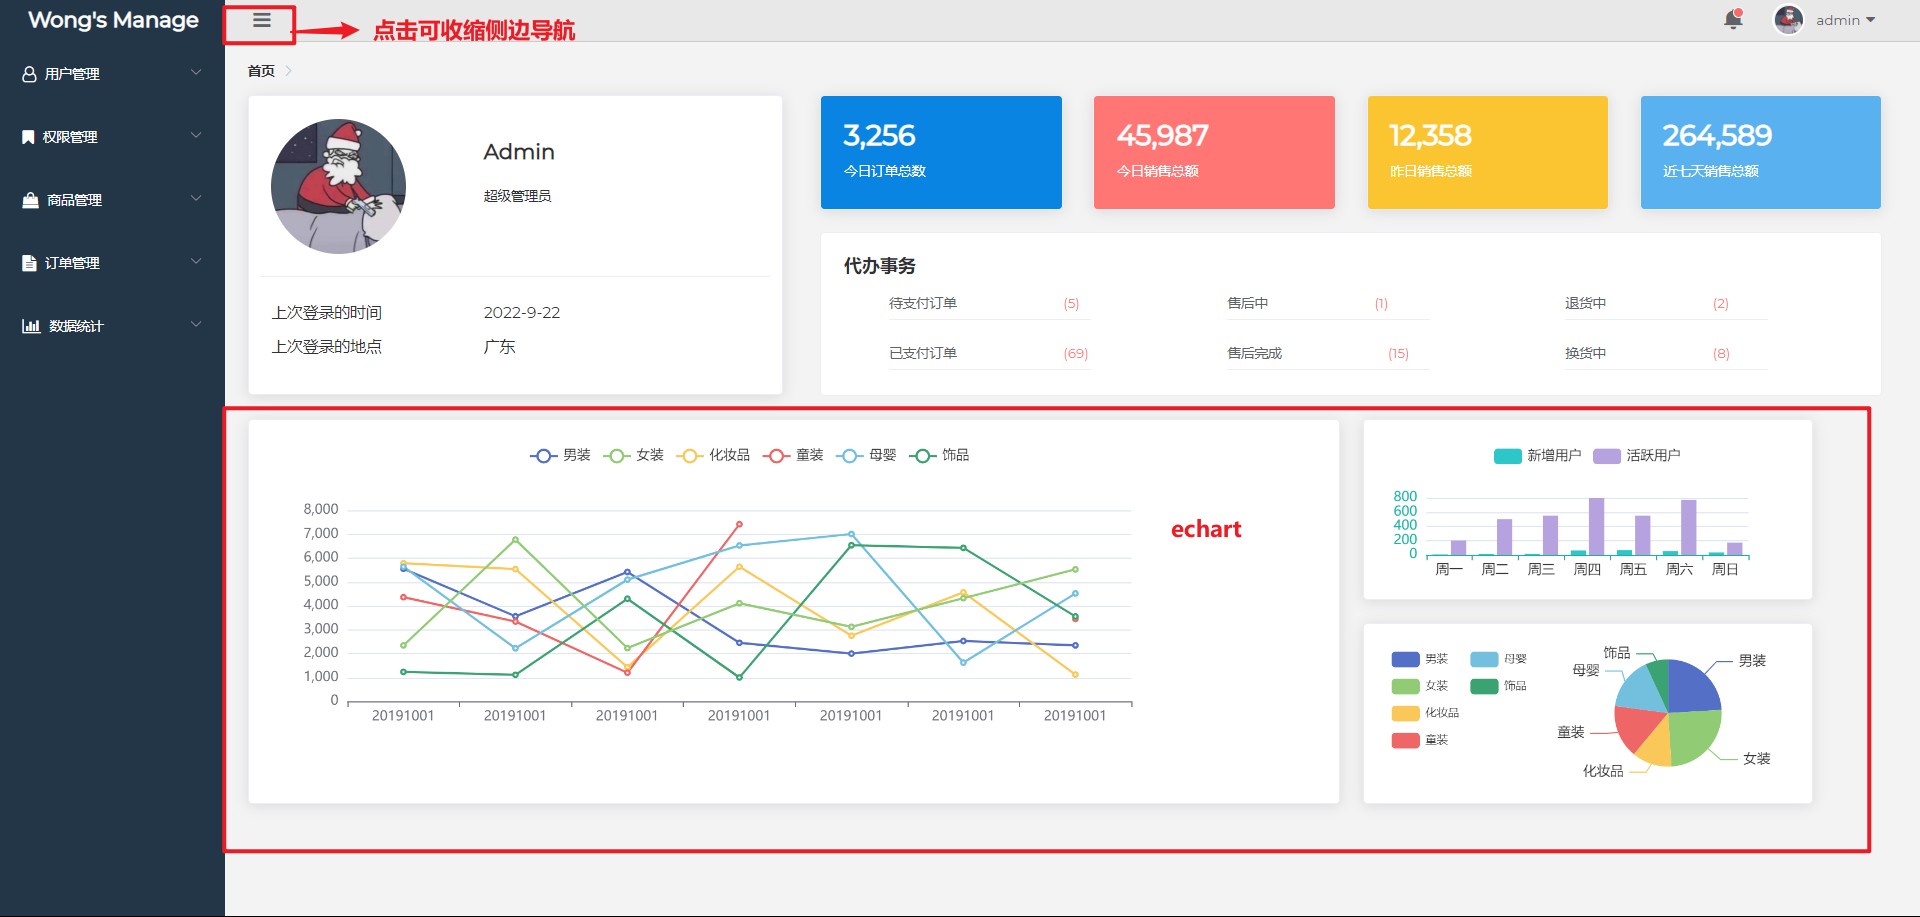 Wong's Manage
点击可收缩侧边导航
admin
用户管理
权限管理
商品管理
订单管理
数据统计
首页
Admin
超级管理员
上次登录的时间 2022-9-22
上次登录的地点 广东
3,256
今日订单总数
45,987
今日销售总额
12,358
昨日销售总额
264,589
近七天销售总额
代办事务
待支付订单 (5) 售后中 (1) 退货中 (2)
已支付订单 (69) 售后完成 (15) 换货中 (8)
男装 女装 化妆品 童装 母婴 饰品
8,000
7,000
6,000
5,000
4,000
3,000
2,000
1,000
0
20191001 20191001 20191001 20191001 20191001 20191001 20191001
echart
新增用户 活跃用户
800
600
400
200
0
周一 周二 周三 周四 周五 周六 周日
男装 母婴
女装 饰品
化妆品
童装
饰品
男装
母婴
童装
女装
化妆品